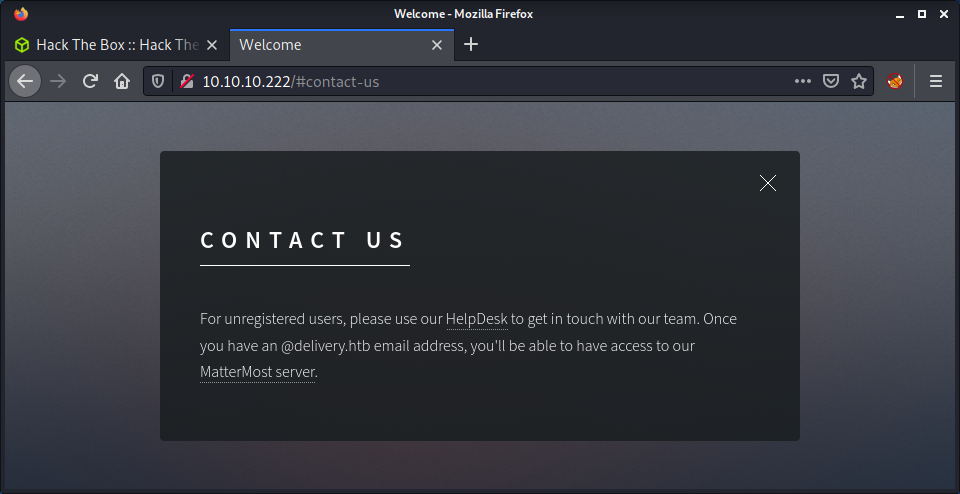 Welcome - Mozilla Firefox
Hack The Box :: Hack The
Welcome
10.10.10.222/#contact-us
CONTACT US
For unregistered users, please use our HelpDesk to get in touch with our team. Once
you have an @delivery.htb email address, you'll be able to have access to our
MatterMost server.